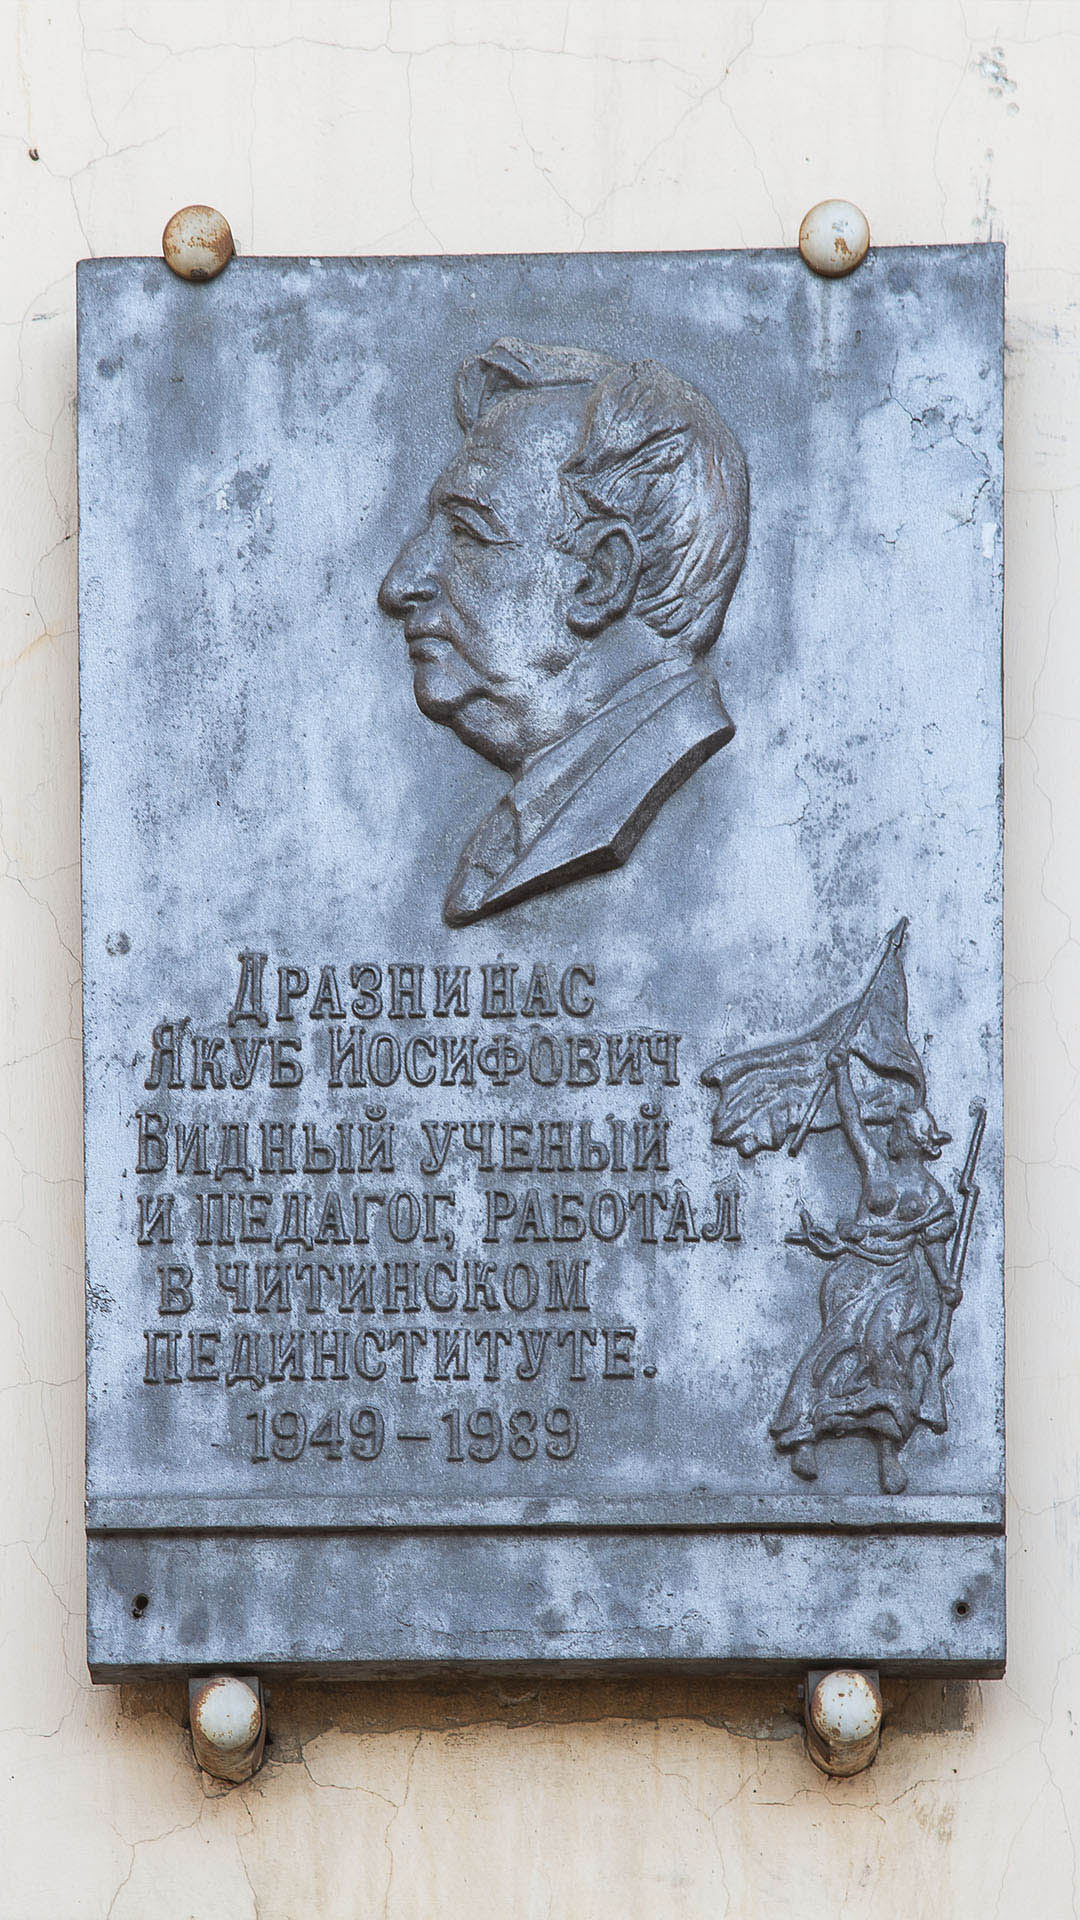 Дразнинас
Якуб Иосифович
Видный ученый
и педагог, работал
в Читинском
пединституте.
1949-1989